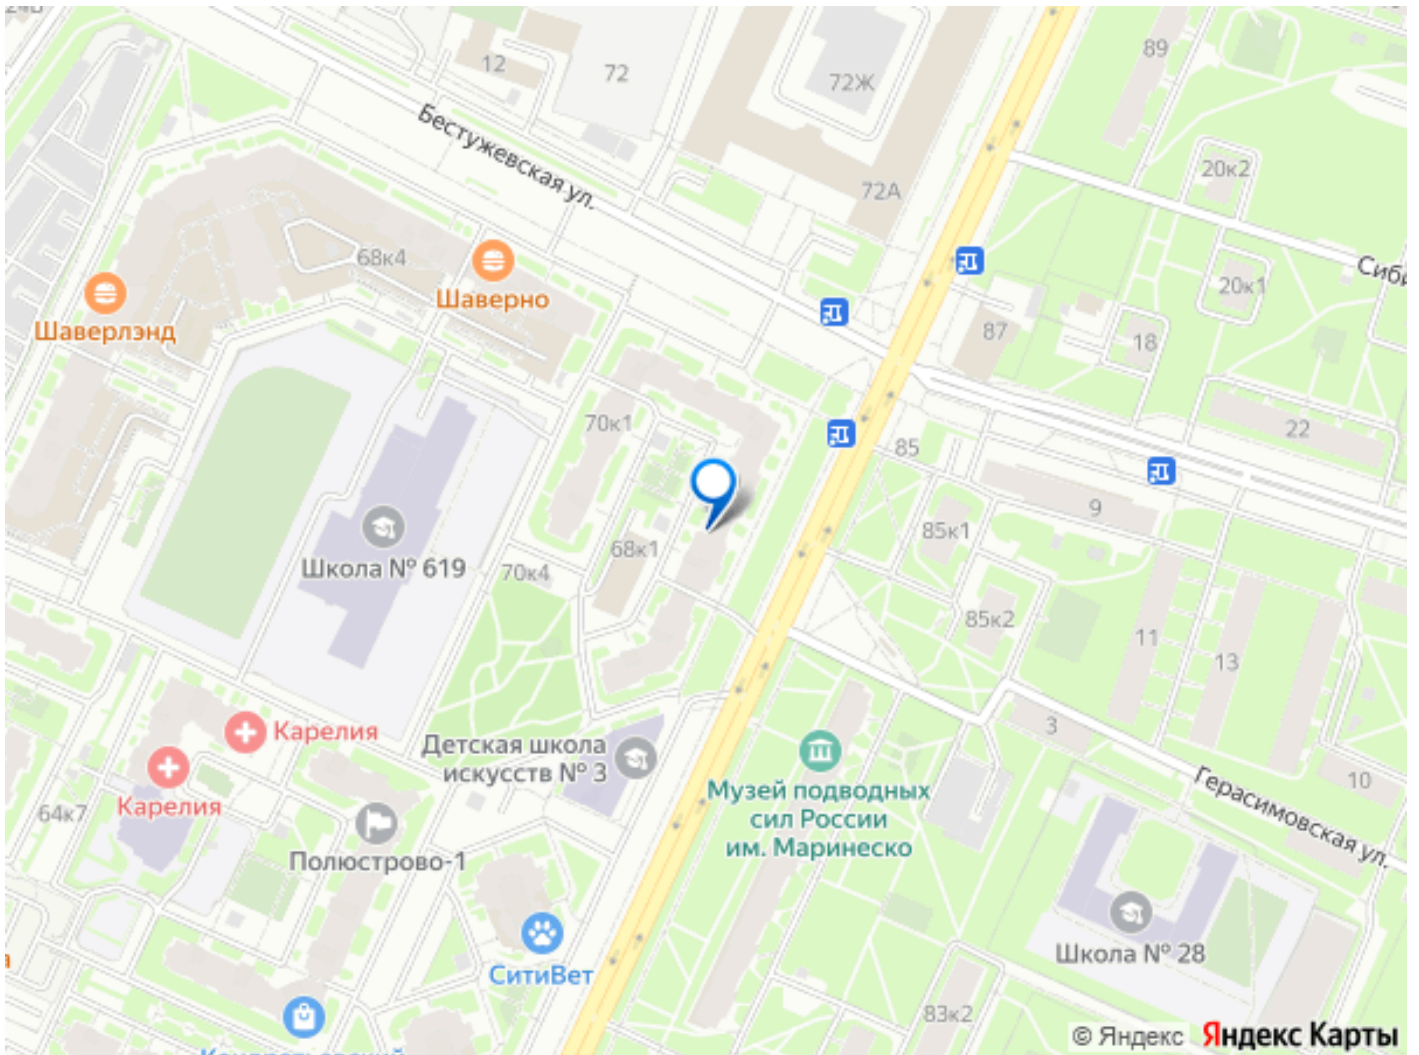 24В
12
72
72Ж
89
Бестужевская ул.
20к2
72А
68к4
Шаверно
Шаверлэнд
20к1
87
18
70к1
22
85
9
85к1
Школа № 619
68к1
70к4
85к2
11
13
3
Карелия
Карелия
Детская школа
искусств № 3
Музей подводных
сил России
им. Маринеско
Герасимовская ул.
10
64к7
Полюстрово-1
Школа № 28
СитиВет
83к2
© Яндекс Яндекс Карты